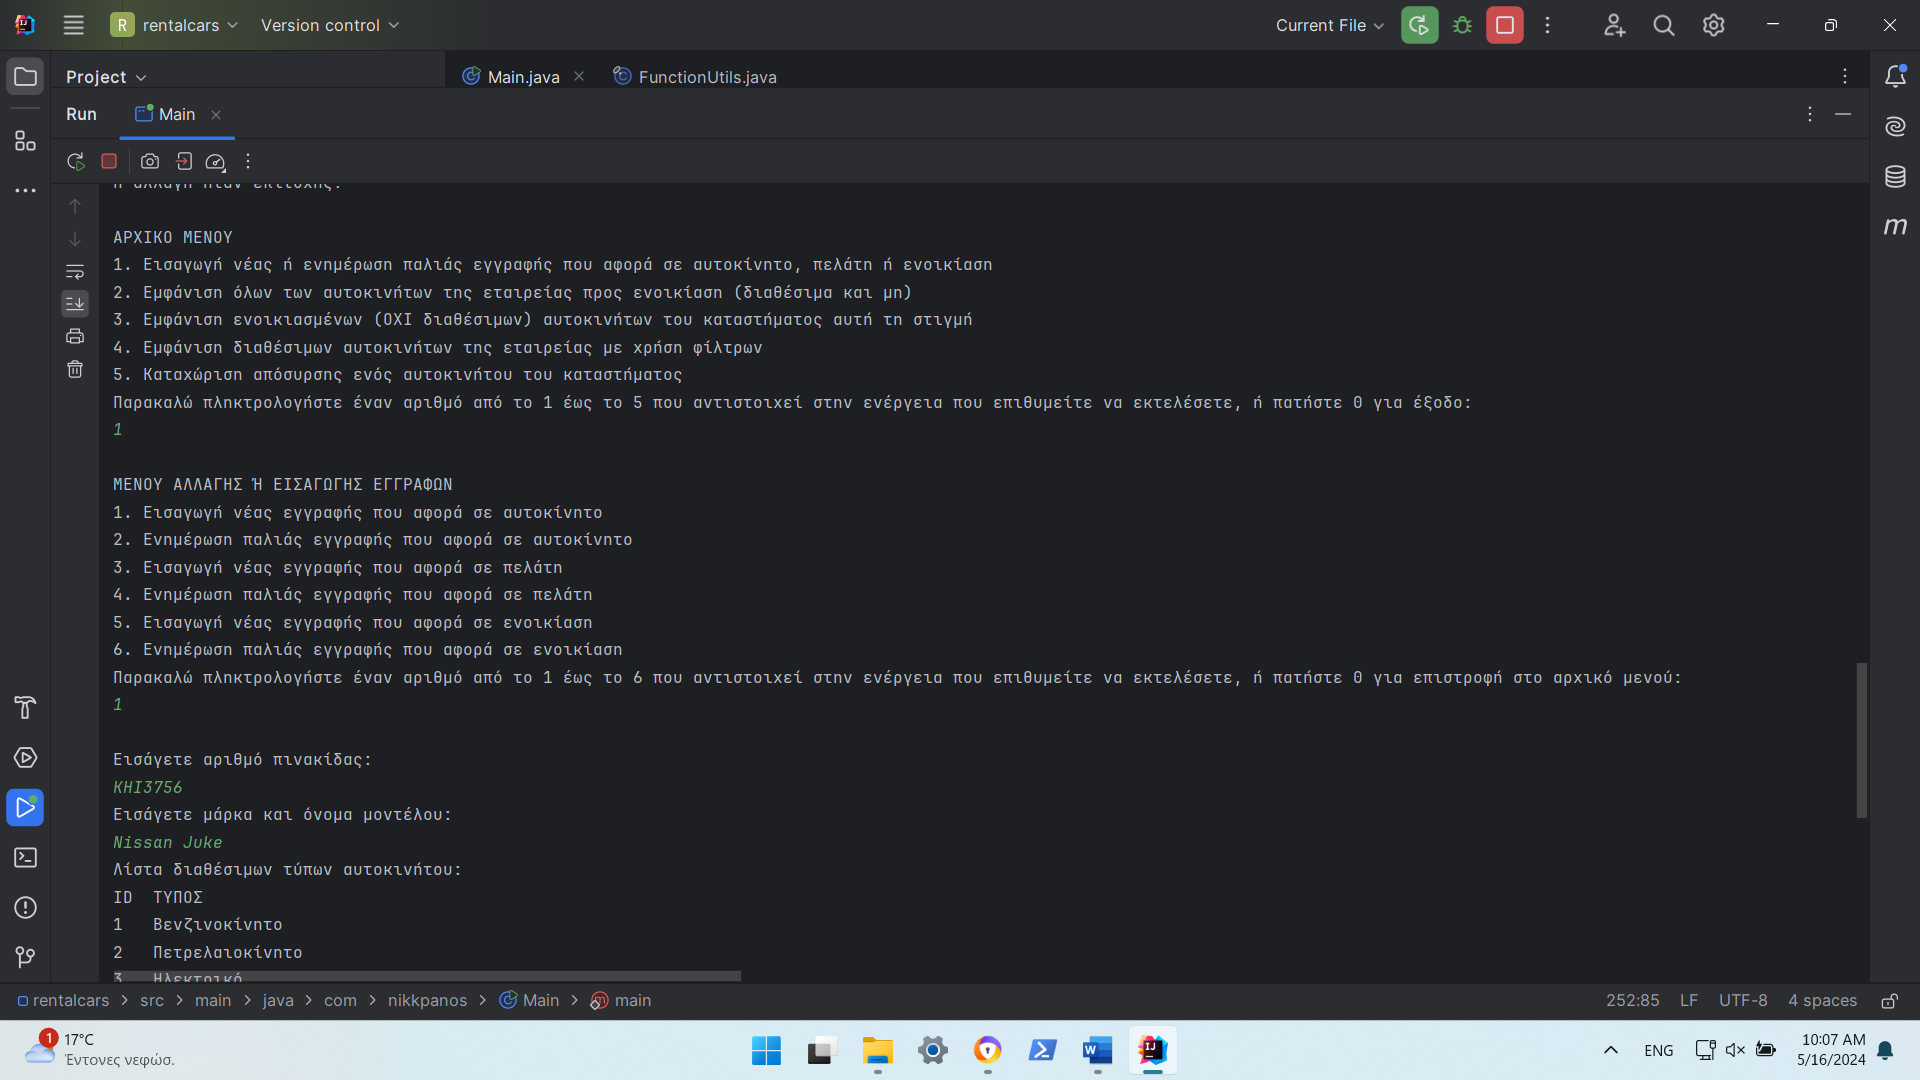 R rentalcars Version control Current File
Project Main.java FunctionUtils.java
Run Main
Η αλλαγή ήταν επιτυχής.
ΑΡΧΙΚΟ ΜΕΝΟΥ
1. Εισαγωγή νέας ή ενημέρωση παλιάς εγγραφής που αφορά σε αυτοκίνητο, πελάτη ή ενοικίαση
2. Εμφάνιση όλων των αυτοκινήτων της εταιρείας προς ενοικίαση (διαθέσιμα και μη)
3. Εμφάνιση ενοικιασμένων (ΟΧΙ διαθέσιμων) αυτοκινήτων του καταστήματος αυτή τη στιγμή
4. Εμφάνιση διαθέσιμων αυτοκινήτων της εταιρείας με χρήση φίλτρων
5. Καταχώριση απόσυρσης ενός αυτοκινήτου του καταστήματος
Παρακαλώ πληκτρολογήστε έναν αριθμό από το 1 έως το 5 που αντιστοιχεί στην ενέργεια που επιθυμείτε να εκτελέσετε, ή πατήστε 0 για έξοδο:
1
ΜΕΝΟΥ ΑΛΛΑΓΗΣ Ή ΕΙΣΑΓΩΓΗΣ ΕΓΓΡΑΦΩΝ
1. Εισαγωγή νέας εγγραφής που αφορά σε αυτοκίνητο
2. Ενημέρωση παλιάς εγγραφής που αφορά σε αυτοκίνητο
3. Εισαγωγή νέας εγγραφής που αφορά σε πελάτη
4. Ενημέρωση παλιάς εγγραφής που αφορά σε πελάτη
5. Εισαγωγή νέας εγγραφής που αφορά σε ενοικίαση
6. Ενημέρωση παλιάς εγγραφής που αφορά σε ενοικίαση
Παρακαλώ πληκτρολογήστε έναν αριθμό από το 1 έως το 6 που αντιστοιχεί στην ενέργεια που επιθυμείτε να εκτελέσετε, ή πατήστε 0 για επιστροφή στο αρχικό μενού:
1
Εισάγετε αριθμό πινακίδας:
KHI3756
Εισάγετε μάρκα και όνομα μοντέλου:
Nissan Juke
Λίστα διαθέσιμων τύπων αυτοκινήτου:
ID ΤΥΠΟΣ
1 Βενζινοκίνητο
2 Πετρελαιοκίνητο
3 Ηλεκτρικό
rentalcars > src > main > java > com > nikkpanos > Main > main 252:85 LF UTF-8 4 spaces
1 17°C
Έντονες νεφώσ.
ENG
10:07 AM
5/16/2024